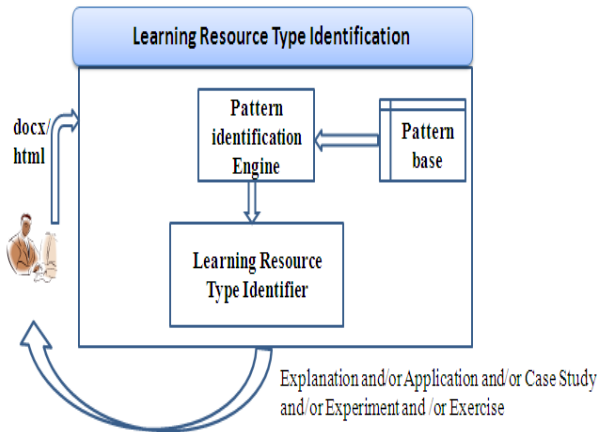 Learning Resource Type Identification
docx/
html
Pattern
identification
Engine
Pattern
base
Learning Resource
Type Identifier
Explanation and/or Application and/or Case Study
and/or Experiment and /or Exercise